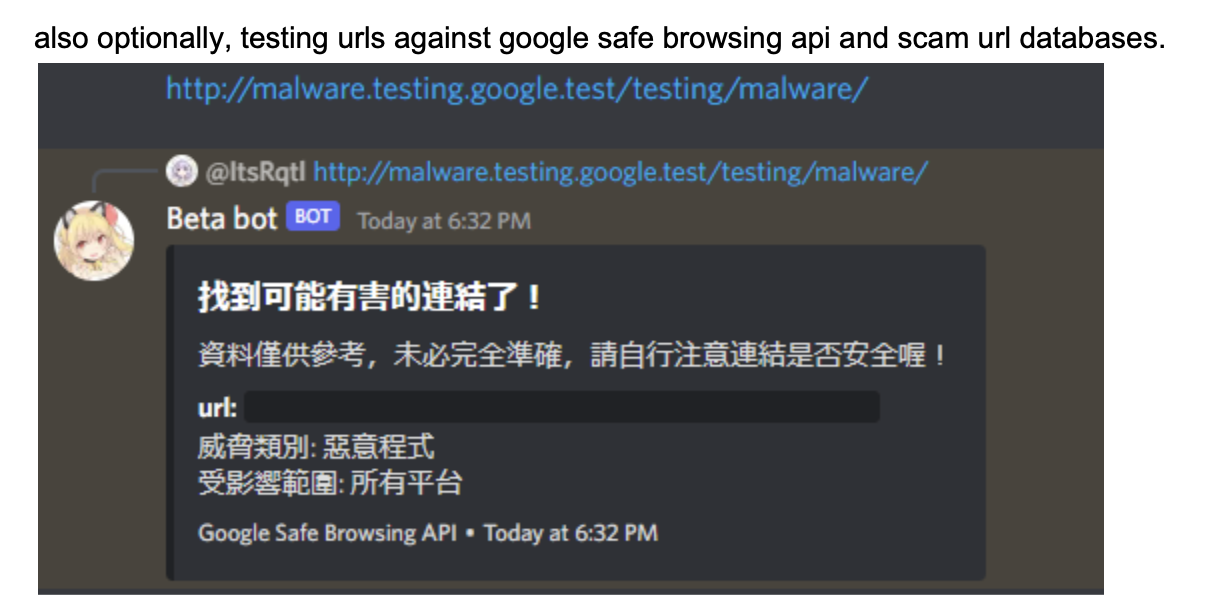 also optionally, testing urls against google safe browsing api and scam url databases.
http://malware.testing.google.test/testing/malware/
@ItsRqtl http://malware.testing.google.test/testing/malware/
Beta bot BOT Today at 6:32 PM
找到可能有害的連結了！
資料僅供參考，未必完全準確，請自行注意連結是否安全喔！
url:
威脅類別: 惡意程式
受影響範圍: 所有平台
Google Safe Browsing API • Today at 6:32 PM